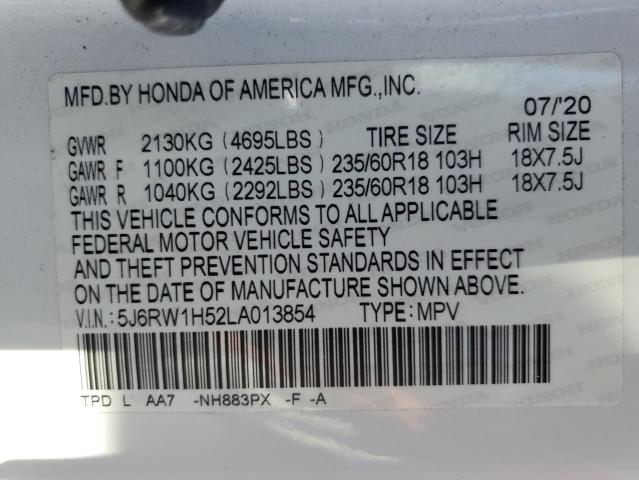 MFD.BY HONDA OF AMERICA MFG.,INC.
07/'20
GVWR 2130KG (4695LBS) TIRE SIZE RIM SIZE
GAWR F 1100KG (2425LBS) 235/60R18 103H 18X7.5J
GAWR R 1040KG (2292LBS) 235/60R18 103H 18X7.5J
THIS VEHICLE CONFORMS TO ALL APPLICABLE
FEDERAL MOTOR VEHICLE SAFETY
AND THEFT PREVENTION STANDARDS IN EFFECT
ON THE DATE OF MANUFACTURE SHOWN ABOVE.
V.I.N.: 5J6RW1H52LA013854 TYPE: MPV
TPD L AA7 -NH883PX -F -A